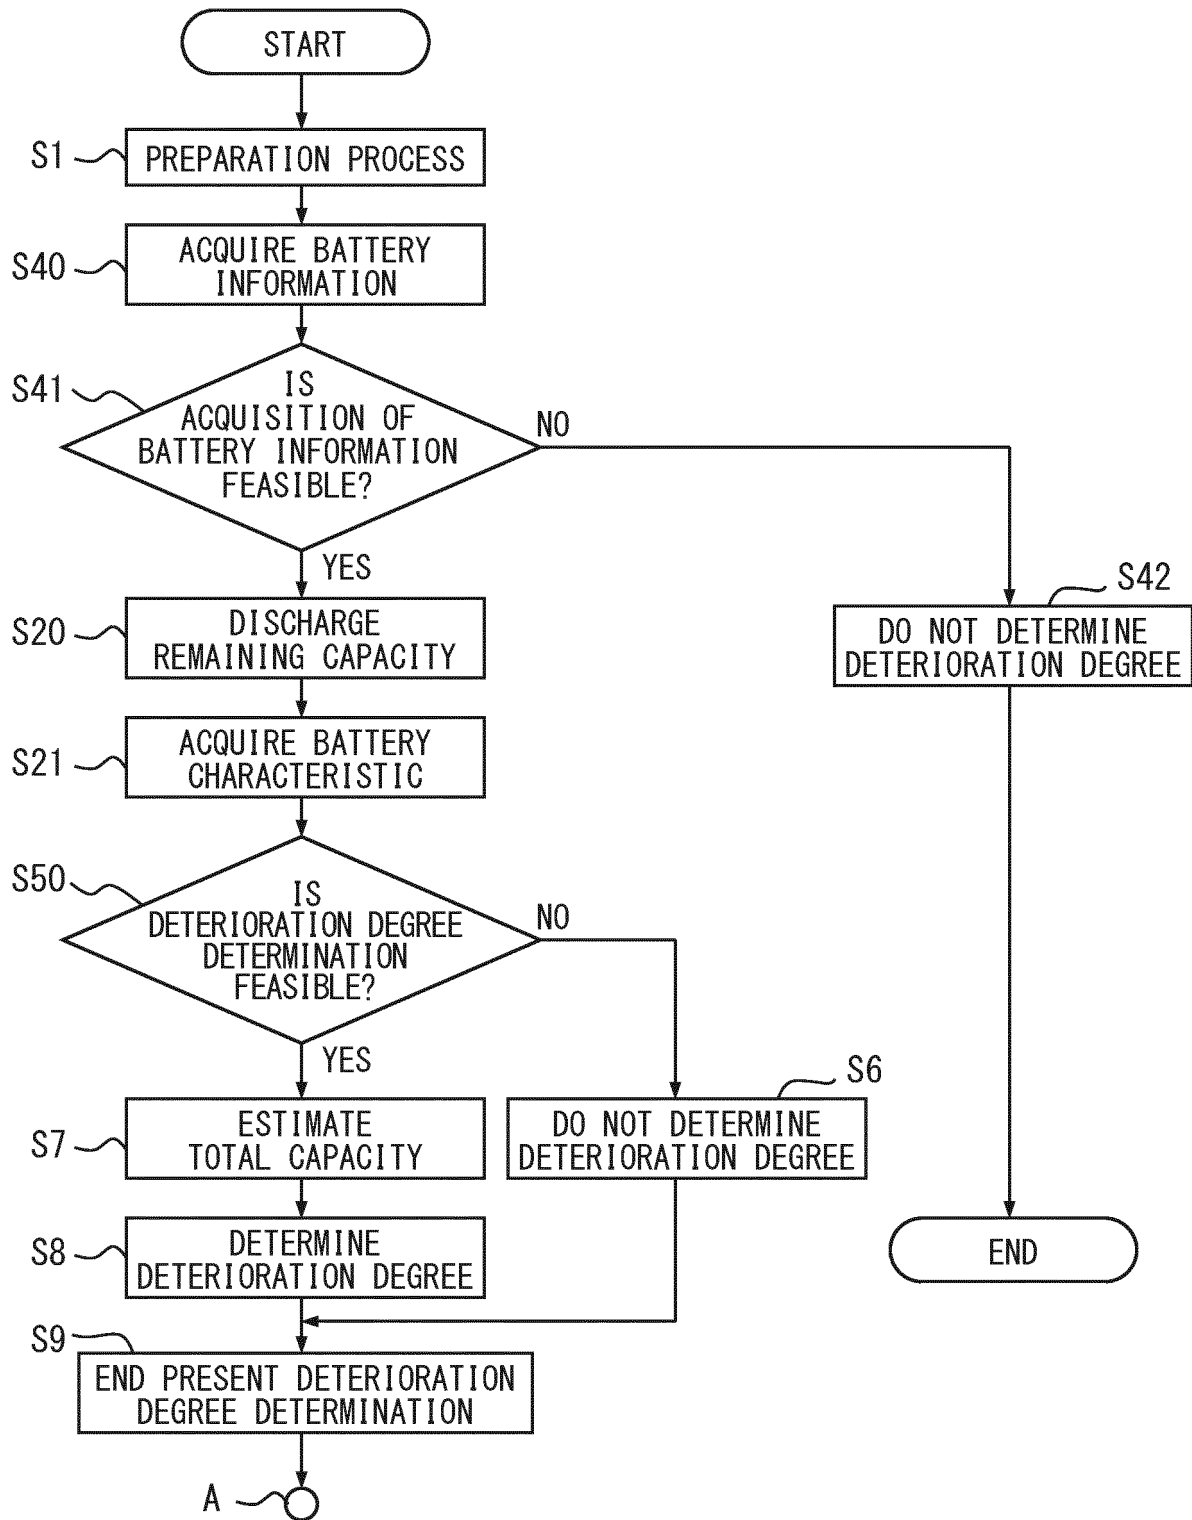 START
S1
PREPARATION PROCESS
S40
ACQUIRE BATTERY
INFORMATION
S41
IS
ACQUISITION OF
BATTERY INFORMATION
FEASIBLE?
NO
YES
S42
DO NOT DETERMINE
DETERIORATION DEGREE
END
S20
DISCHARGE
REMAINING CAPACITY
S21
ACQUIRE BATTERY
CHARACTERISTIC
S50
IS
DETERIORATION DEGREE
DETERMINATION
FEASIBLE?
NO
YES
S6
DO NOT DETERMINE
DETERIORATION DEGREE
S7
ESTIMATE
TOTAL CAPACITY
S8
DETERMINE
DETERIORATION DEGREE
S9
END PRESENT DETERIORATION
DEGREE DETERMINATION
A